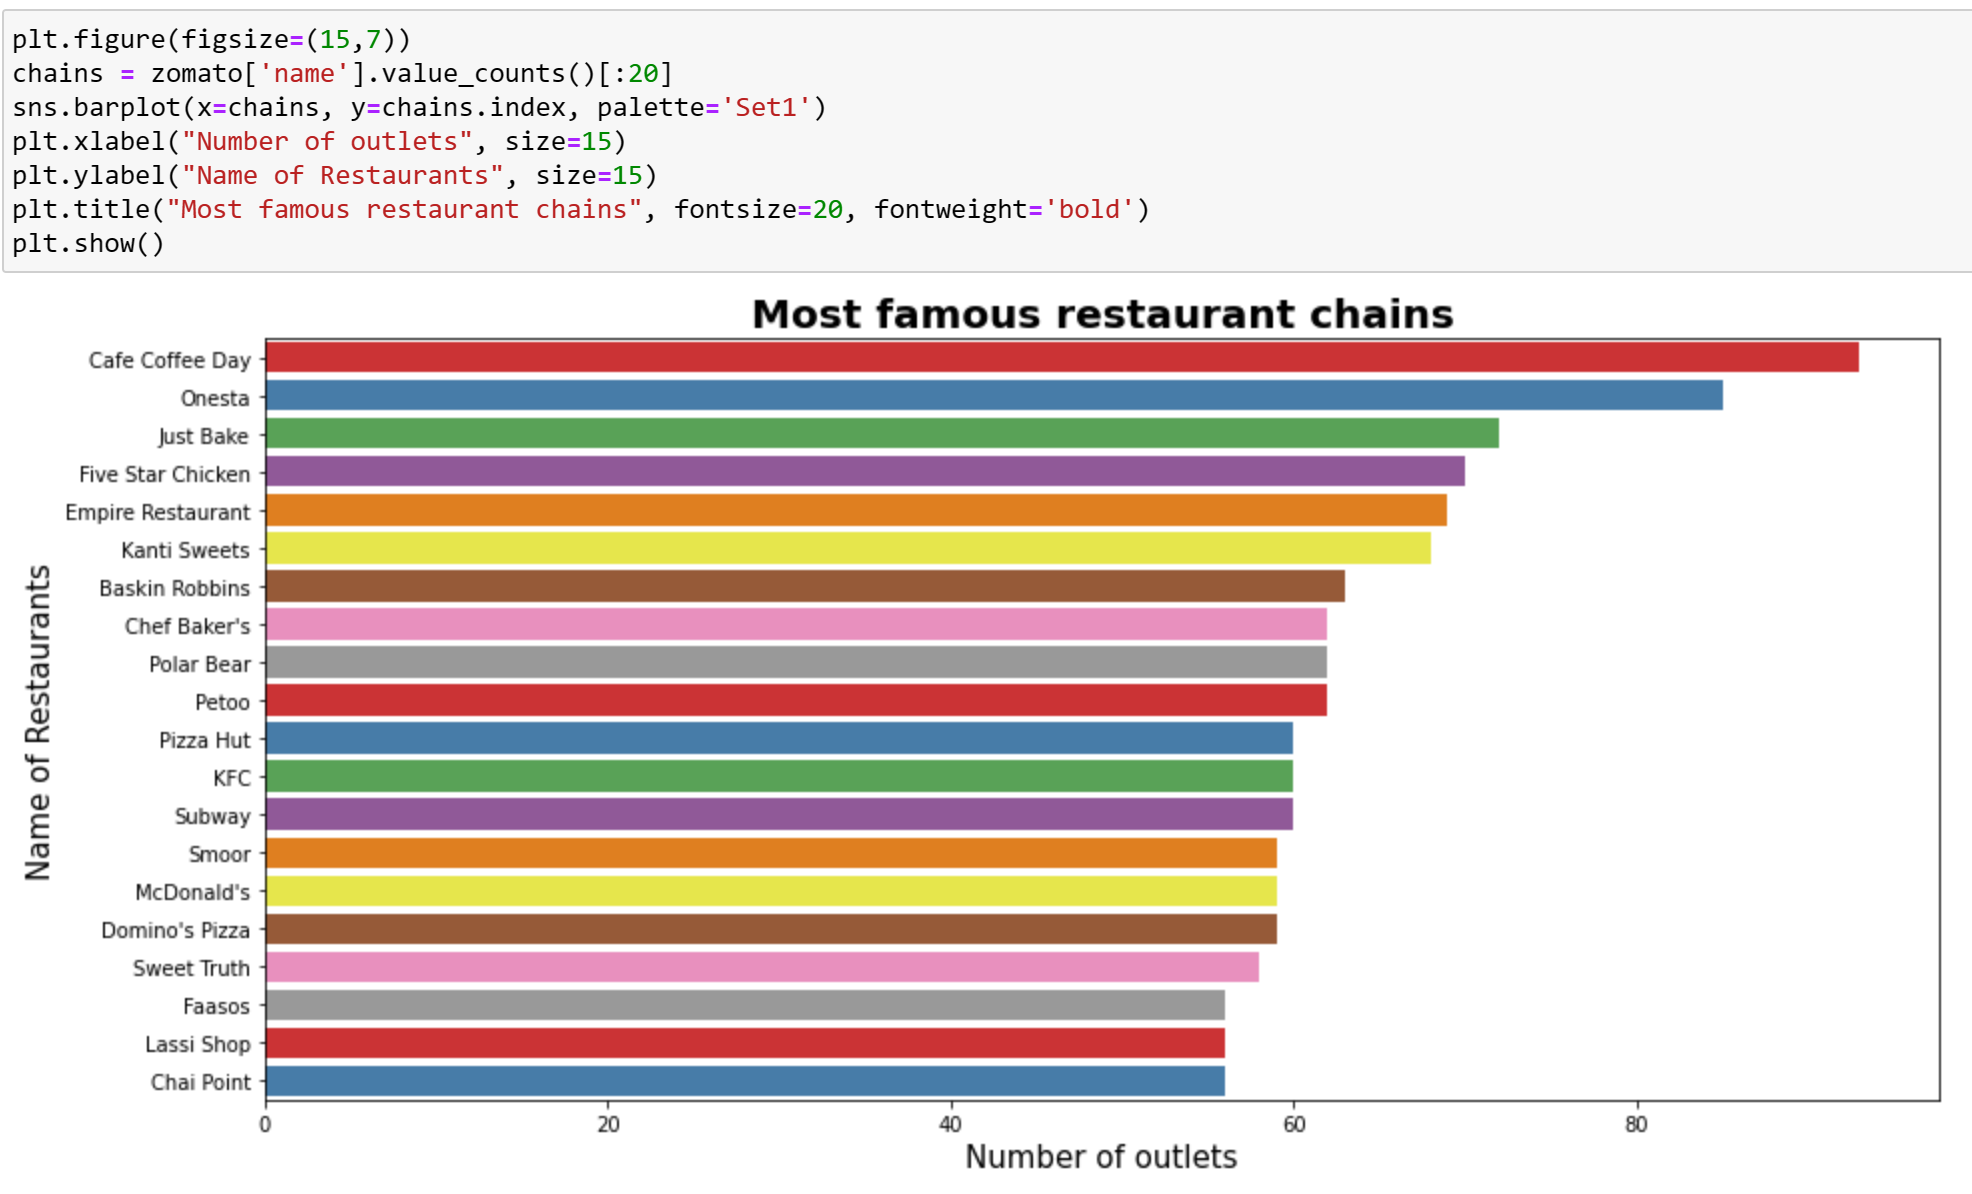 plt.figure(figsize=(15,7))
chains = zomato['name'].value_counts()[:20]
sns.barplot(x=chains, y=chains.index, palette='Set1')
plt.xlabel("Number of outlets", size=15)
plt.ylabel("Name of Restaurants", size=15)
plt.title("Most famous restaurant chains", fontsize=20, fontweight='bold')
plt.show()
Most famous restaurant chains
Name of Restaurants
Cafe Coffee Day
Onesta
Just Bake
Five Star Chicken
Empire Restaurant
Kanti Sweets
Baskin Robbins
Chef Baker's
Polar Bear
Petoo
Pizza Hut
KFC
Subway
Smoor
McDonald's
Domino's Pizza
Sweet Truth
Faasos
Lassi Shop
Chai Point
0 20 40 60 80
Number of outlets